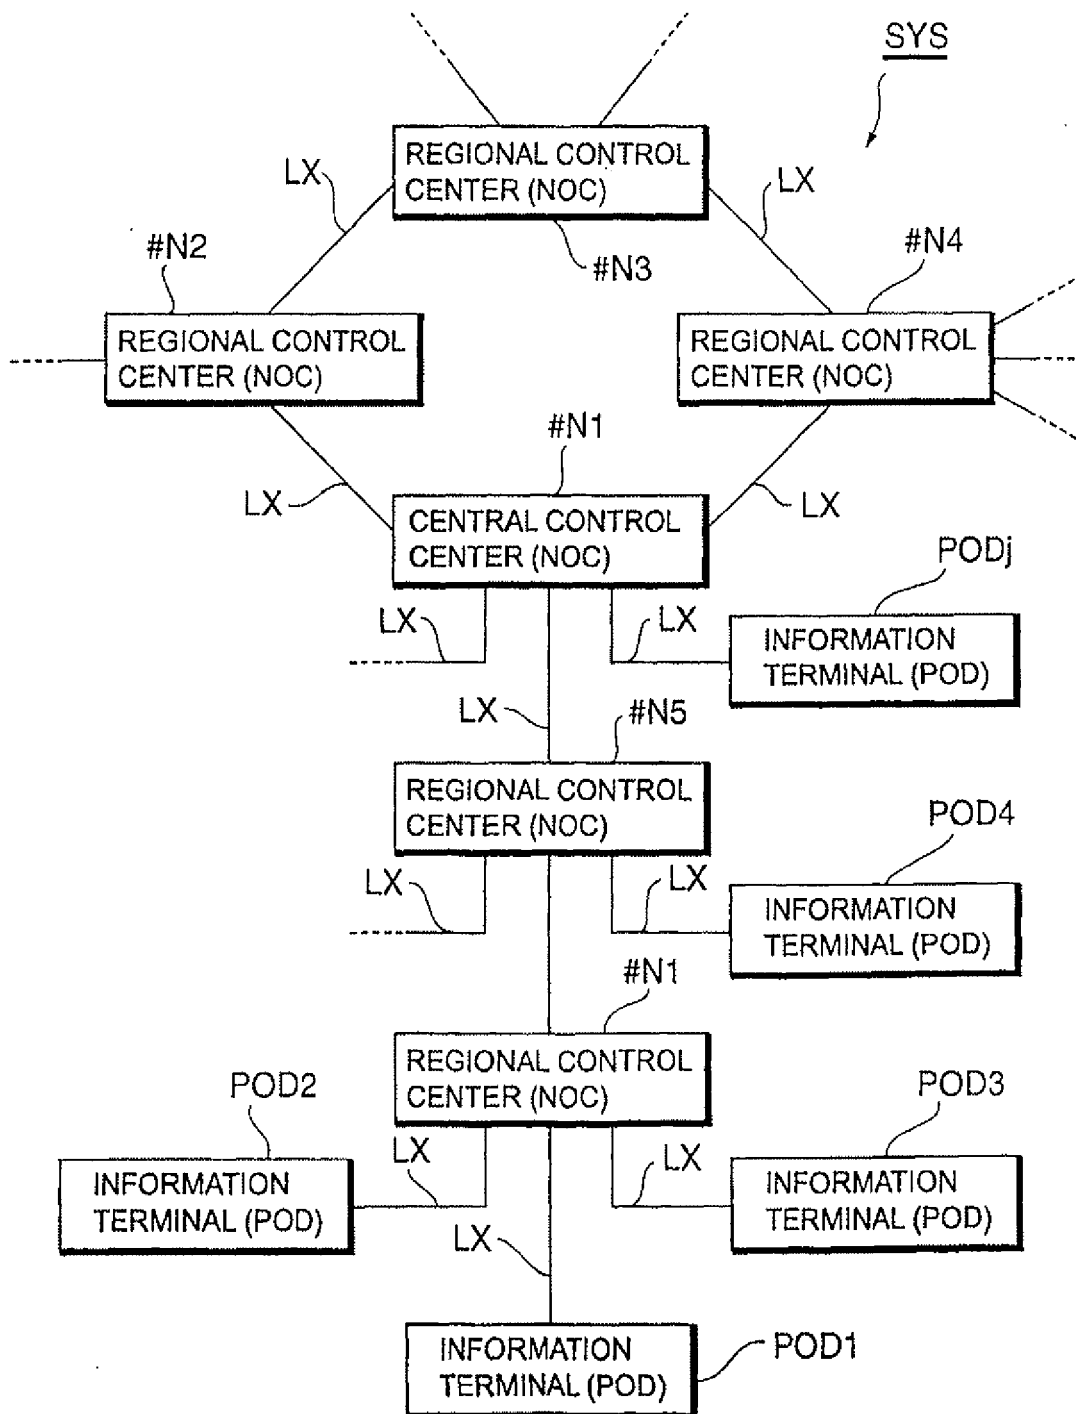 SYS
REGIONAL CONTROL
CENTER (NOC)
LX
LX
#N2
#N3
#N4
REGIONAL CONTROL
CENTER (NOC)
REGIONAL CONTROL
CENTER (NOC)
#N1
LX
LX
CENTRAL CONTROL
CENTER (NOC)
PODj
LX
LX
INFORMATION
TERMINAL (POD)
LX
#N5
REGIONAL CONTROL
CENTER (NOC)
POD4
LX
LX
INFORMATION
TERMINAL (POD)
#N1
REGIONAL CONTROL
CENTER (NOC)
POD2
POD3
LX
LX
INFORMATION
TERMINAL (POD)
INFORMATION
TERMINAL (POD)
LX
INFORMATION
TERMINAL (POD)
POD1